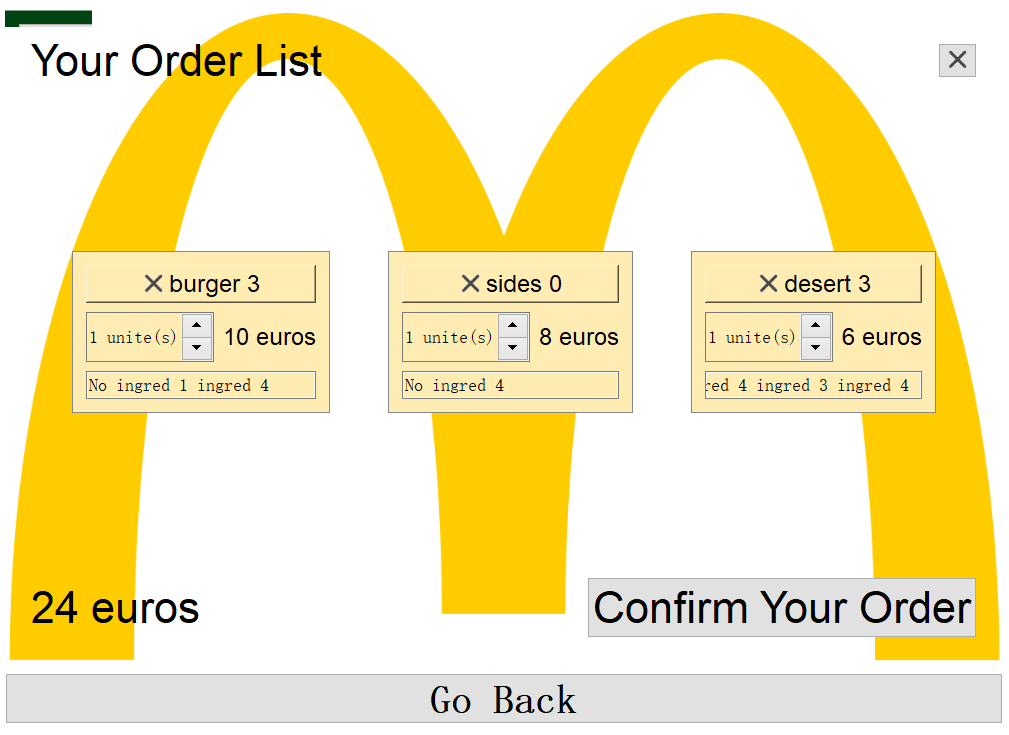 Your Order List
burger 3
1 unite(s) 10 euros
No ingred 1 ingred 4
sides 0
1 unite(s) 8 euros
No ingred 4
desert 3
1 unite(s) 6 euros
red 4 ingred 3 ingred 4
24 euros
Confirm Your Order
Go Back